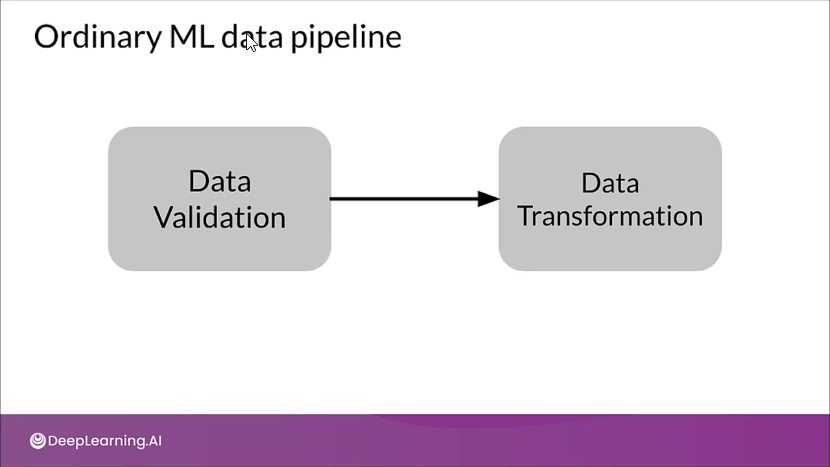 Ordinary ML data pipeline
Data
Validation
Data
Transformation
DeepLearning.AI